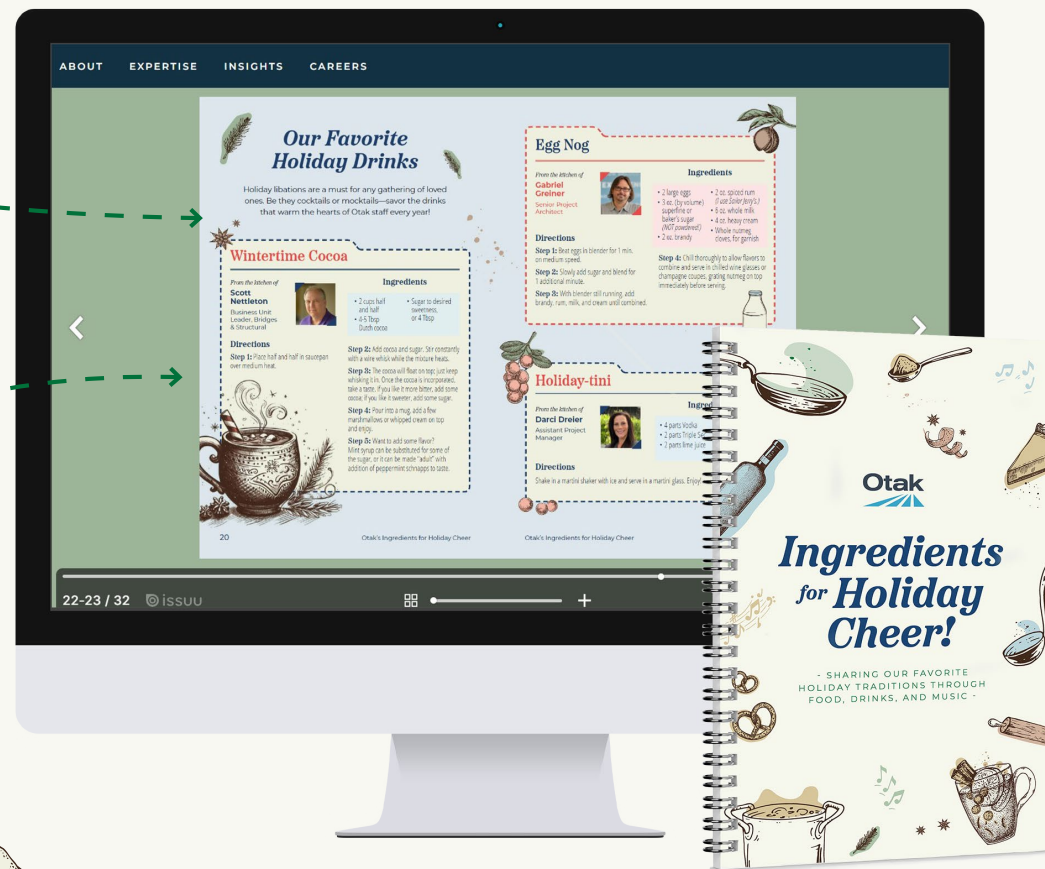 ABOUT EXPERTISE INSIGHTS CAREERS
Our Favorite
Holiday Drinks
Holiday libations are a must for any gathering of loved
ones. Be they cocktails or mocktails—savor the drinks
that warm the hearts of Otak staff every year!
Wintertime Cocoa
From the kitchen of
Scott
Nettleton
Business Unit
Leader, Bridges
& Structural
Ingredients
• 2 cups half
and half
• 4-6 Tbsp
Dutch cocoa
• Sugar to desired
sweetness,
or 4 Tbsp
Directions
Step 1: Place half and half in saucepan
over medium heat.
Step 2: Add cocoa and sugar. Stir constantly
with a wire whisk while the mixture heats.
Step 3: The cocoa will float on top; just keep
whisking it in. Once the cocoa is incorporated,
take a taste. If you like it more bitter, add some
cocoa; if you like it sweeter, add some sugar.
Step 4: Pour into a mug, add a few
marshmallows or whipped cream on top
and enjoy.
Step 5: Want to add some flavor?
Mint syrup can be substituted for some of
the sugar, or it can be made "adult" with
addition of peppermint schnapps to taste.
20
Otak's Ingredients for Holiday Cheer
Egg Nog
From the kitchen of
Gabriel
Greiner
Senior Project
Architect
Ingredients
• 2 large eggs
• 3 oz. (by volume)
superfine or
baker's sugar
(NOT powdered!)
• 2 oz. brandy
• 2 oz. spiced rum
(I use Sailor Jerry's.)
• 6 oz. whole milk
• 4 oz. heavy cream
• Whole nutmeg
cloves, for garnish
Directions
Step 1: Beat eggs in blender for 1 min.
on medium speed.
Step 2: Slowly add sugar and blend for
1 additional minute.
Step 3: With blender still running, add
brandy, rum, milk, and cream until combined.
Step 4: Chill thoroughly to allow flavors to
combine and serve in chilled wine glasses or
champagne coupes, grating nutmeg on top
immediately before serving.
Holiday-tini
From the kitchen of
Darci Dreier
Assistant Project
Manager
Ingred
• 4 parts Vodka
• 2 parts Triple Se
• 2 parts lime juice
Directions
Shake in a martini shaker with ice and serve in a martini glass. Enjoy!
Otak's Ingredients for Holiday Cheer
22-23 / 32 issuu
Otak
Ingredients
for Holiday
Cheer!
- SHARING OUR FAVORITE
HOLIDAY TRADITIONS THROUGH
FOOD, DRINKS, AND MUSIC -